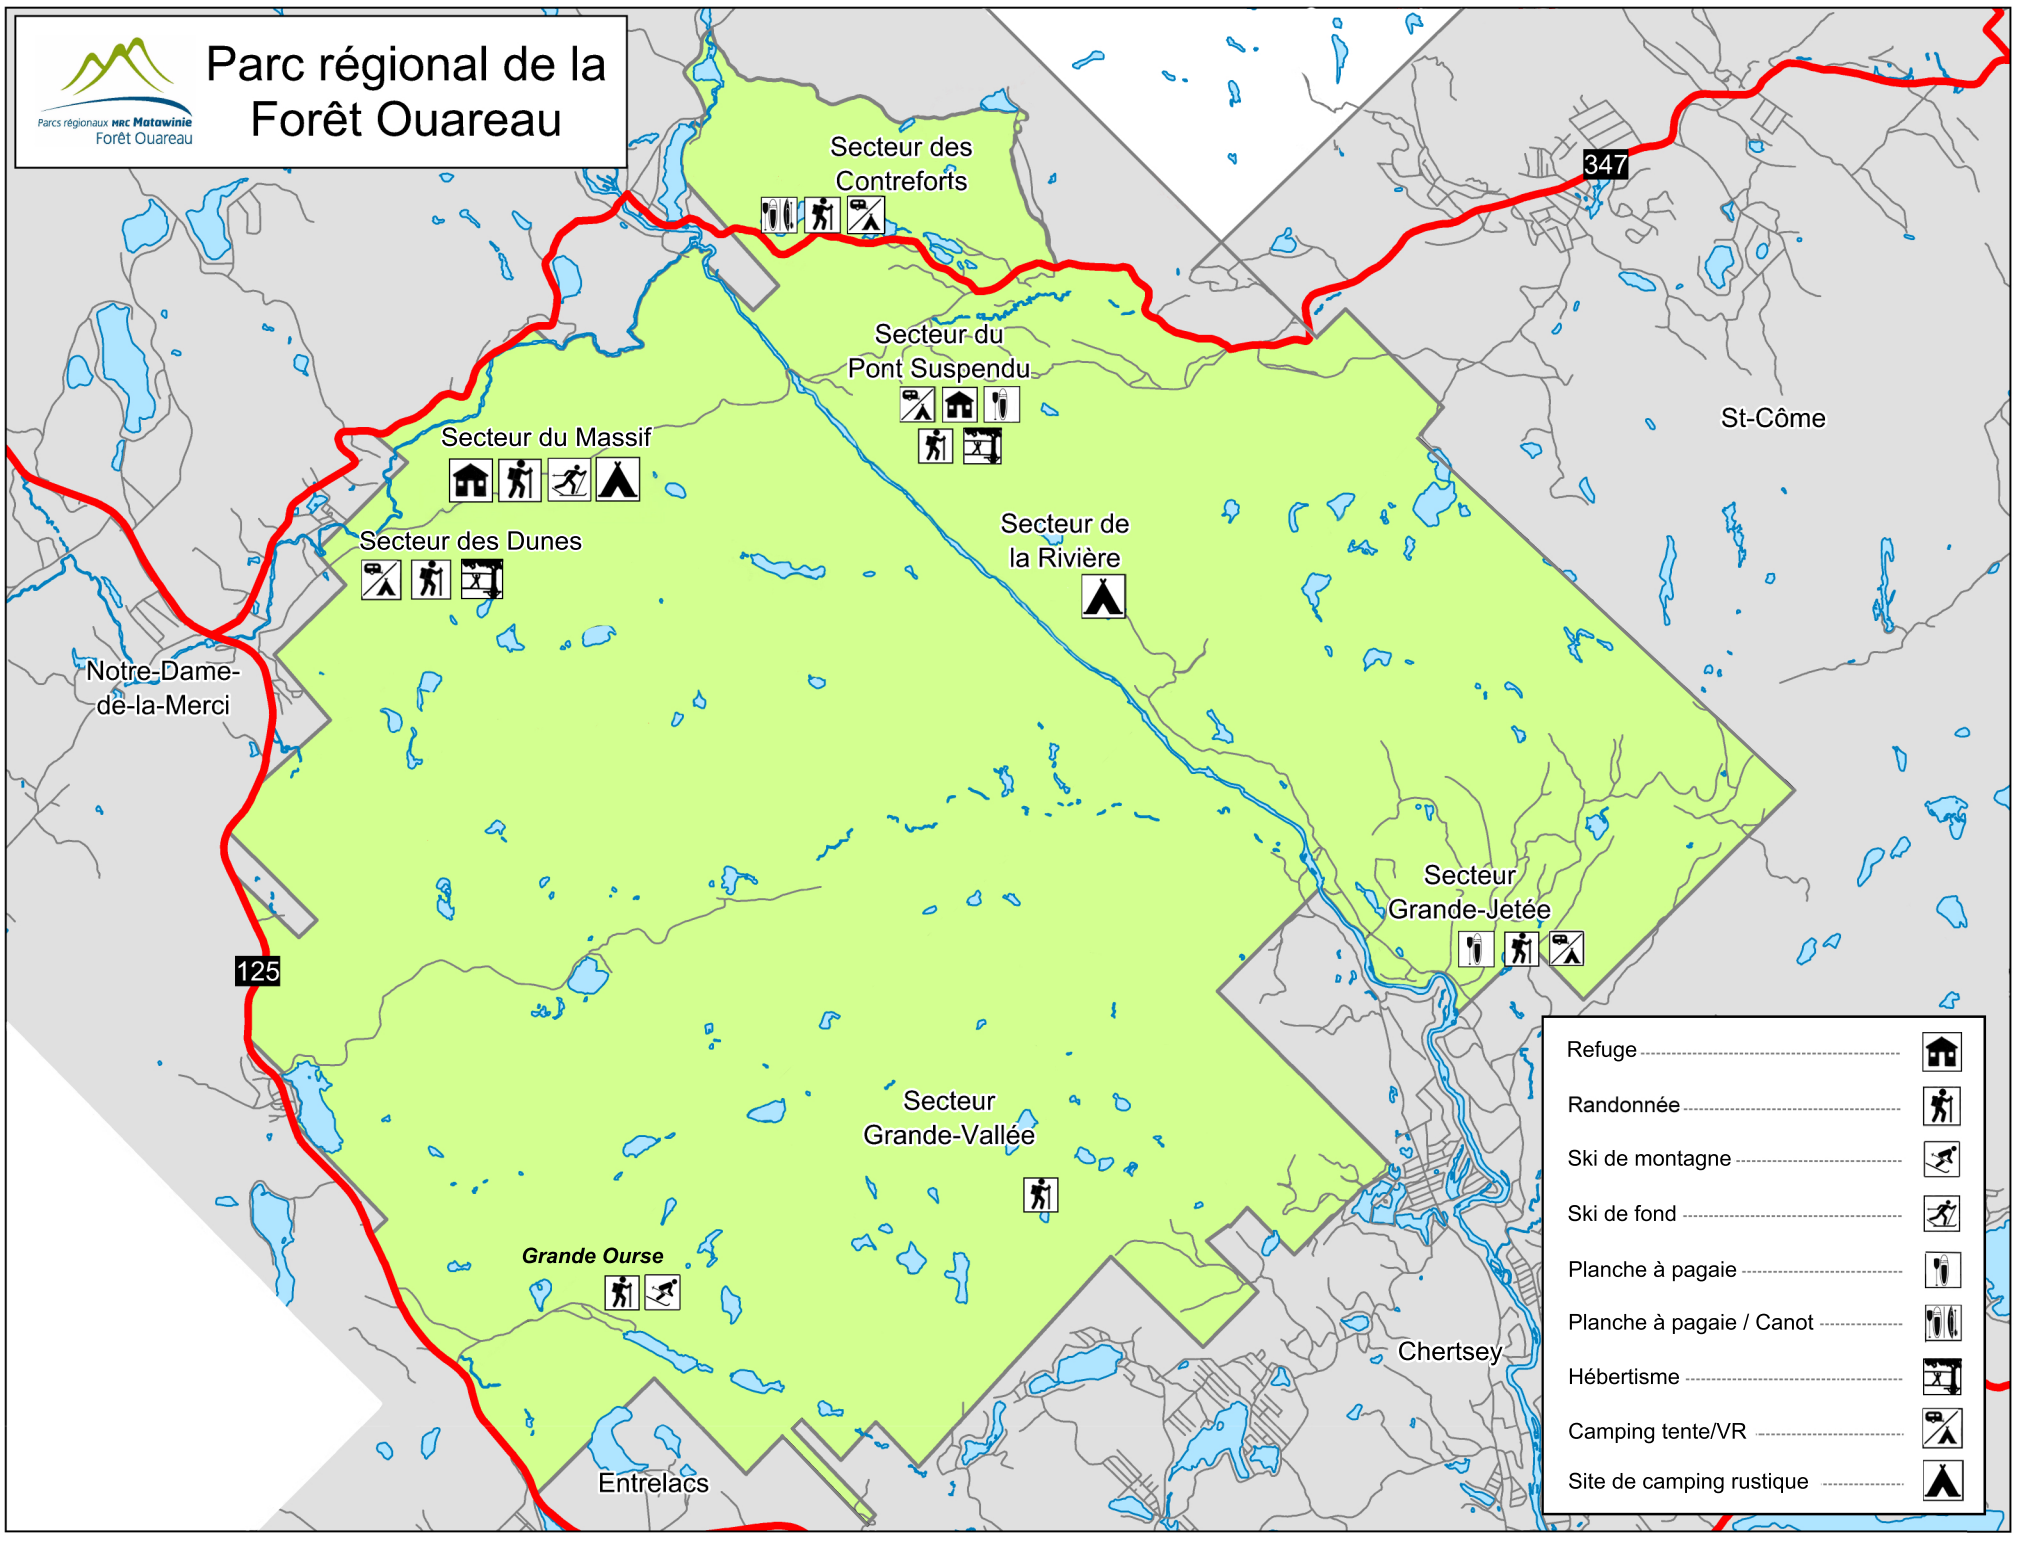 Parc régional de la
Forêt Ouareau
Parcs régionaux MRC Matawinie
Forêt Ouareau
Secteur des
Contreforts
347
Secteur du
Pont Suspendu
St-Côme
Secteur du Massif
Secteur de
la Rivière
Secteur des Dunes
Notre-Dame-
de-la-Merci
Secteur
Grande-Jetée
125
Secteur
Grande-Vallée
Grande Ourse
Chertsey
Entrelacs
Refuge
Randonnée
Ski de montagne
Ski de fond
Planche à pagaie
Planche à pagaie / Canot
Hébertisme
Camping tente/VR
Site de camping rustique